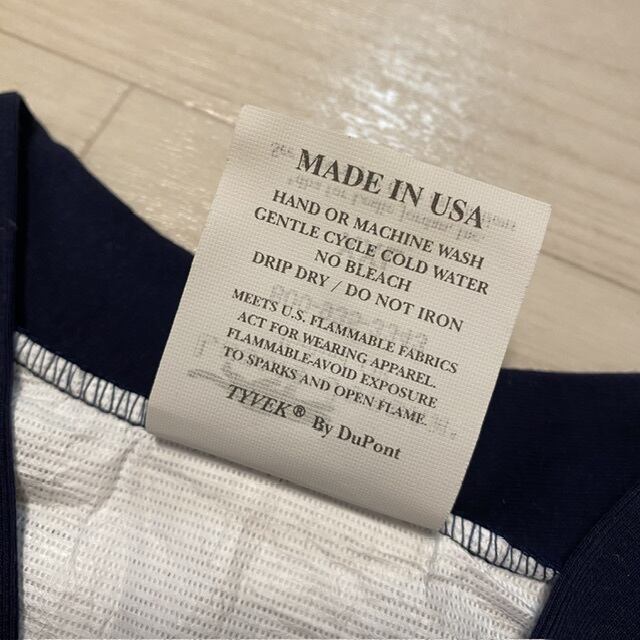 MADE IN USA
HAND OR MACHINE WASH
GENTLE CYCLE COLD WATER
NO BLEACH
DRIP DRY / DO NOT IRON
MEETS U.S. FLAMMABLE FABRICS
ACT FOR WEARING APPAREL.
FLAMMABLE-AVOID EXPOSURE
TO SPARKS AND OPEN FLAME.
TYVEK® By DuPont